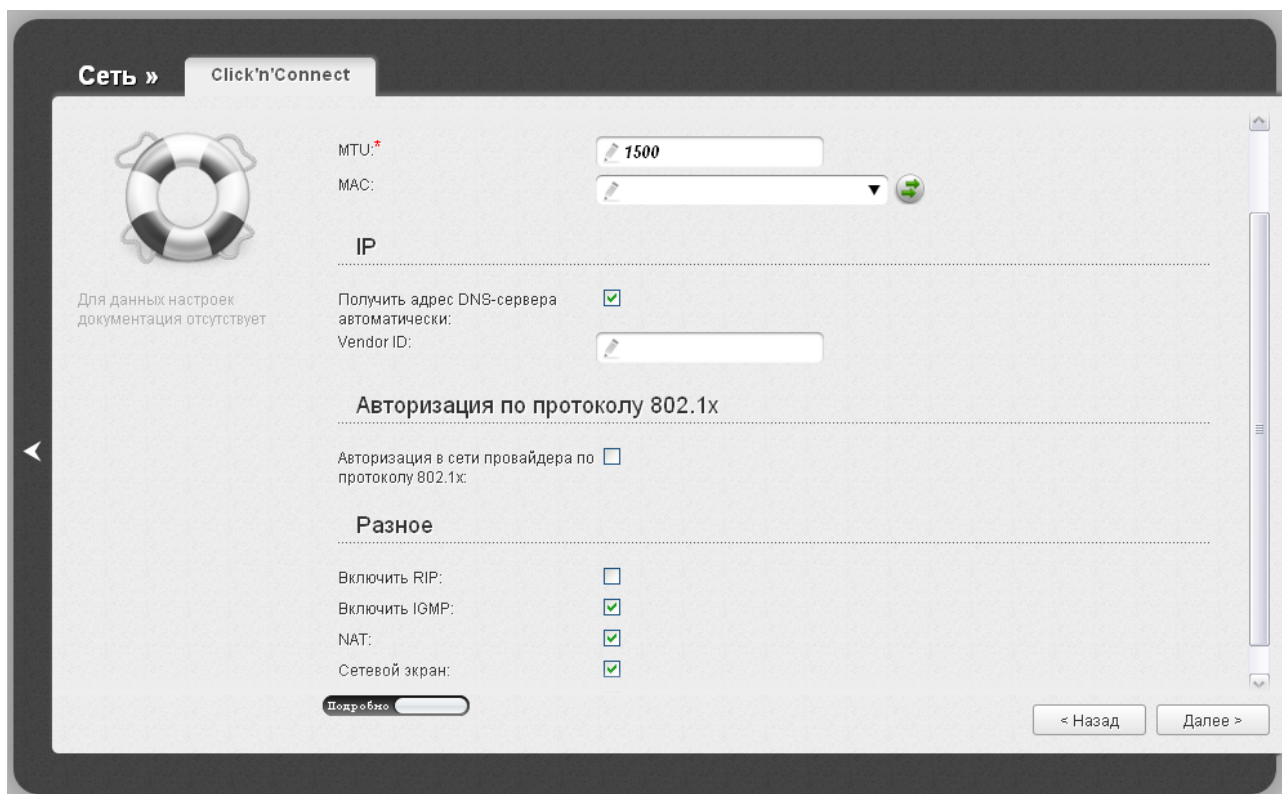 Сеть »
Click'n'Connect
MTU:*
1500
MAC:
IP
Для данных настроек
документация отсутствует
Получить адрес DNS-сервера
автоматически:
Vendor ID:
Авторизация по протоколу 802.1x
Авторизация в сети провайдера по
протоколу 802.1x:
Разное
Включить RIP:
Включить IGMP:
NAT:
Сетевой экран:
Подробно
< Назад
Далее >